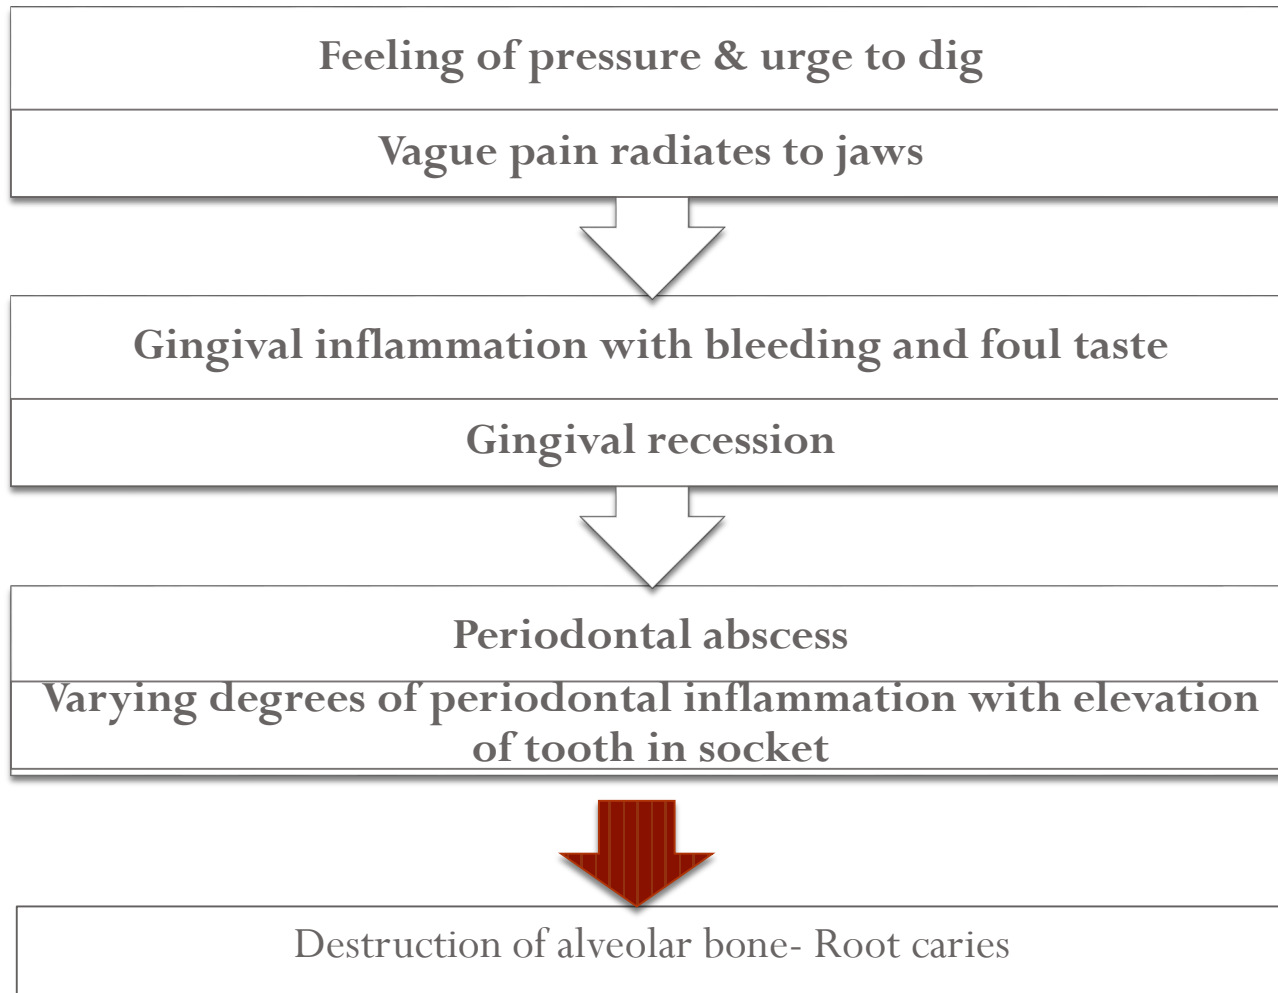 Feeling of pressure & urge to dig
Vague pain radiates to jaws
Gingival inflammation with bleeding and foul taste
Gingival recession
Periodontal abscess
Varying degrees of periodontal inflammation with elevation
of tooth in socket
Destruction of alveolar bone- Root caries